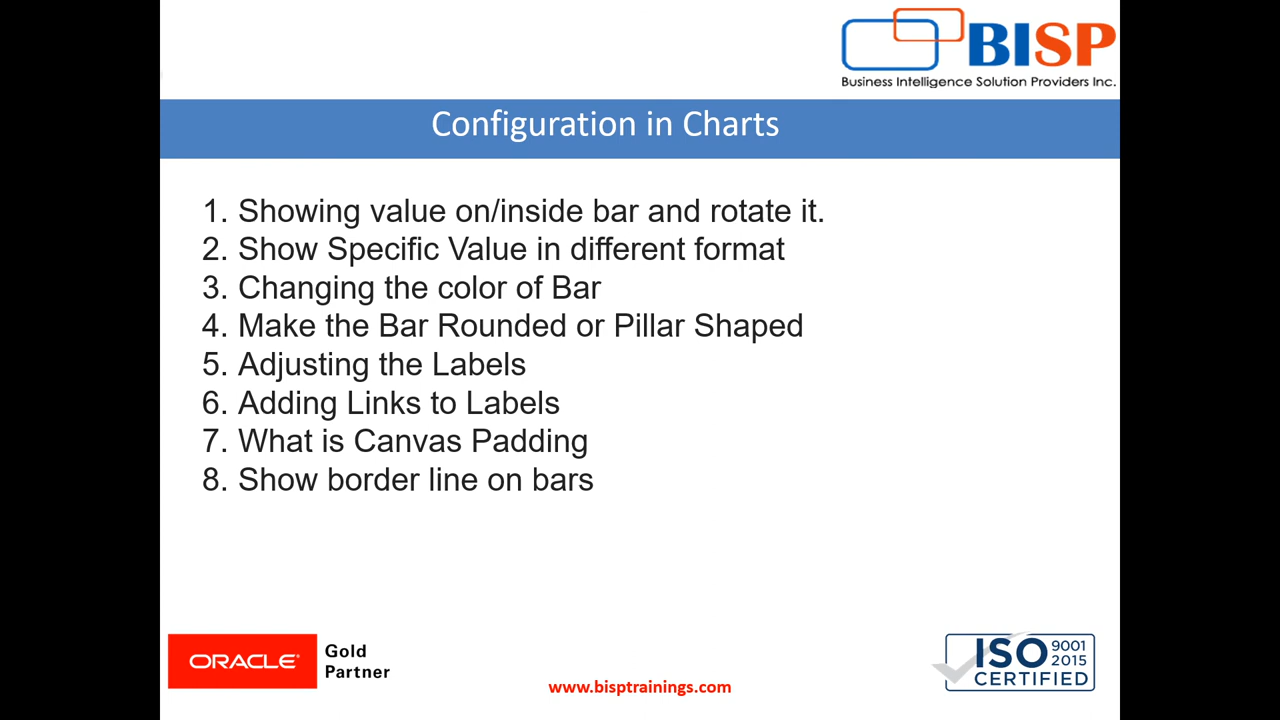 BISP
Business Intelligence Solution Providers Inc.
Configuration in Charts
1. Showing value on/inside bar and rotate it.
2. Show Specific Value in different format
3. Changing the color of Bar
4. Make the Bar Rounded or Pillar Shaped
5. Adjusting the Labels
6. Adding Links to Labels
7. What is Canvas Padding
8. Show border line on bars
ORACLE®
Gold
Partner
www.bisptrainings.com
ISO 9001
2015
CERTIFIED